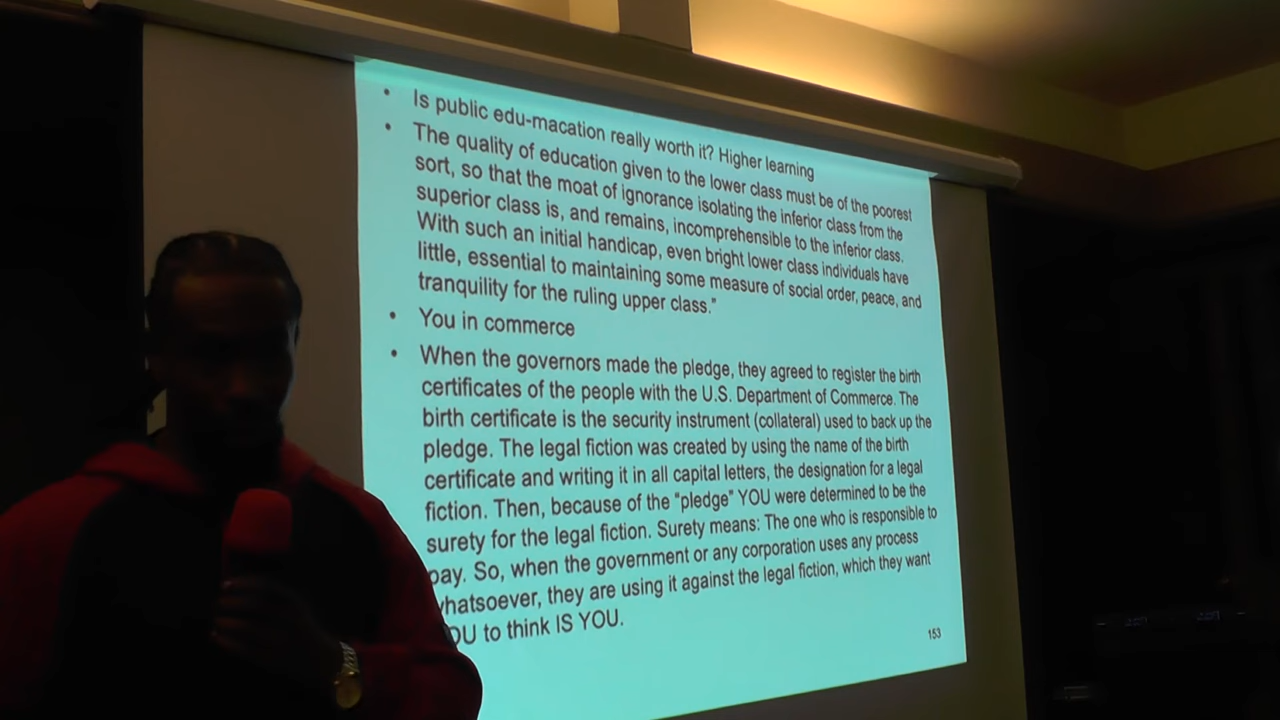 • Is public edu-macation really worth it? Higher learning
• The quality of education given to the lower class must be of the poorest
sort, so that the moat of ignorance isolating the inferior class from the
superior class is, and remains, incomprehensible to the inferior class.
With such an initial handicap, even bright lower class individuals have
little, essential to maintaining some measure of social order, peace, and
tranquility for the ruling upper class."
• You in commerce
• When the governors made the pledge, they agreed to register the birth
certificates of the people with the U.S. Department of Commerce. The
birth certificate is the security instrument (collateral) used to back up the
pledge. The legal fiction was created by using the name of the birth
certificate and writing it in all capital letters, the designation for a legal
fiction. Then, because of the "pledge" YOU were determined to be the
surety for the legal fiction. Surety means: The one who is responsible to
pay. So, when the government or any corporation uses any process
whatsoever, they are using it against the legal fiction, which they want
YOU to think IS YOU.
153